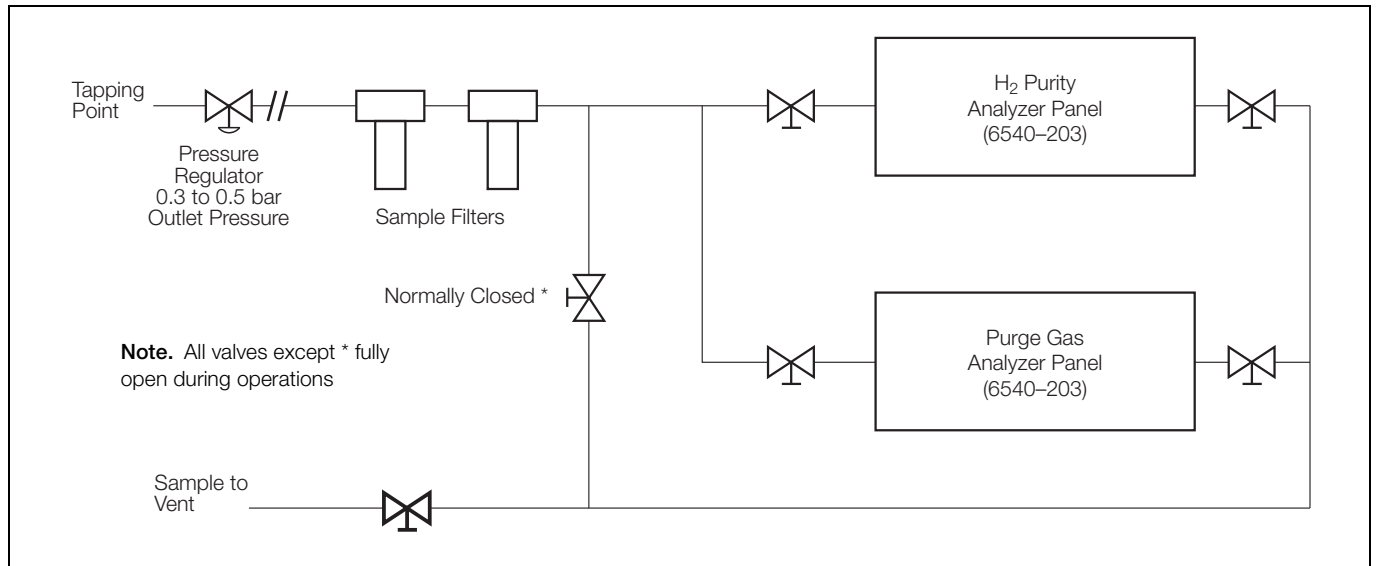 Tapping
Point
Pressure
Regulator
0.3 to 0.5 bar
Outlet Pressure
Sample Filters
H₂ Purity
Analyzer Panel
(6540–203)
Normally Closed *
Note. All valves except * fully
open during operations
Purge Gas
Analyzer Panel
(6540–203)
Sample to
Vent